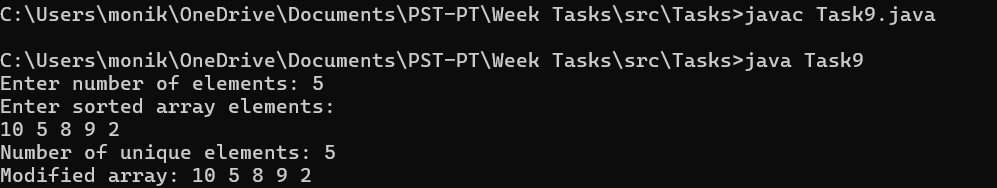 C:\Users\monik\OneDrive\Documents\PST-PT\Week Tasks\src\Tasks>javac Task9.java
C:\Users\monik\OneDrive\Documents\PST-PT\Week Tasks\src\Tasks>java Task9
Enter number of elements: 5
Enter sorted array elements:
10 5 8 9 2
Number of unique elements: 5
Modified array: 10 5 8 9 2